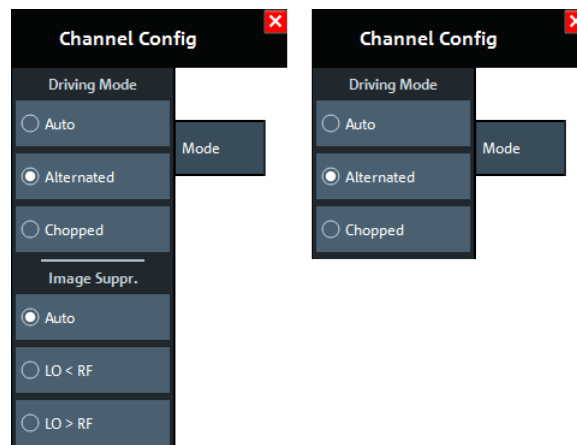 Channel Config
Driving Mode
Auto
Alternated
Mode
Chopped
Image Suppr.
Auto
LO < RF
LO > RF
Channel Config
Driving Mode
Auto
Alternated
Mode
Chopped